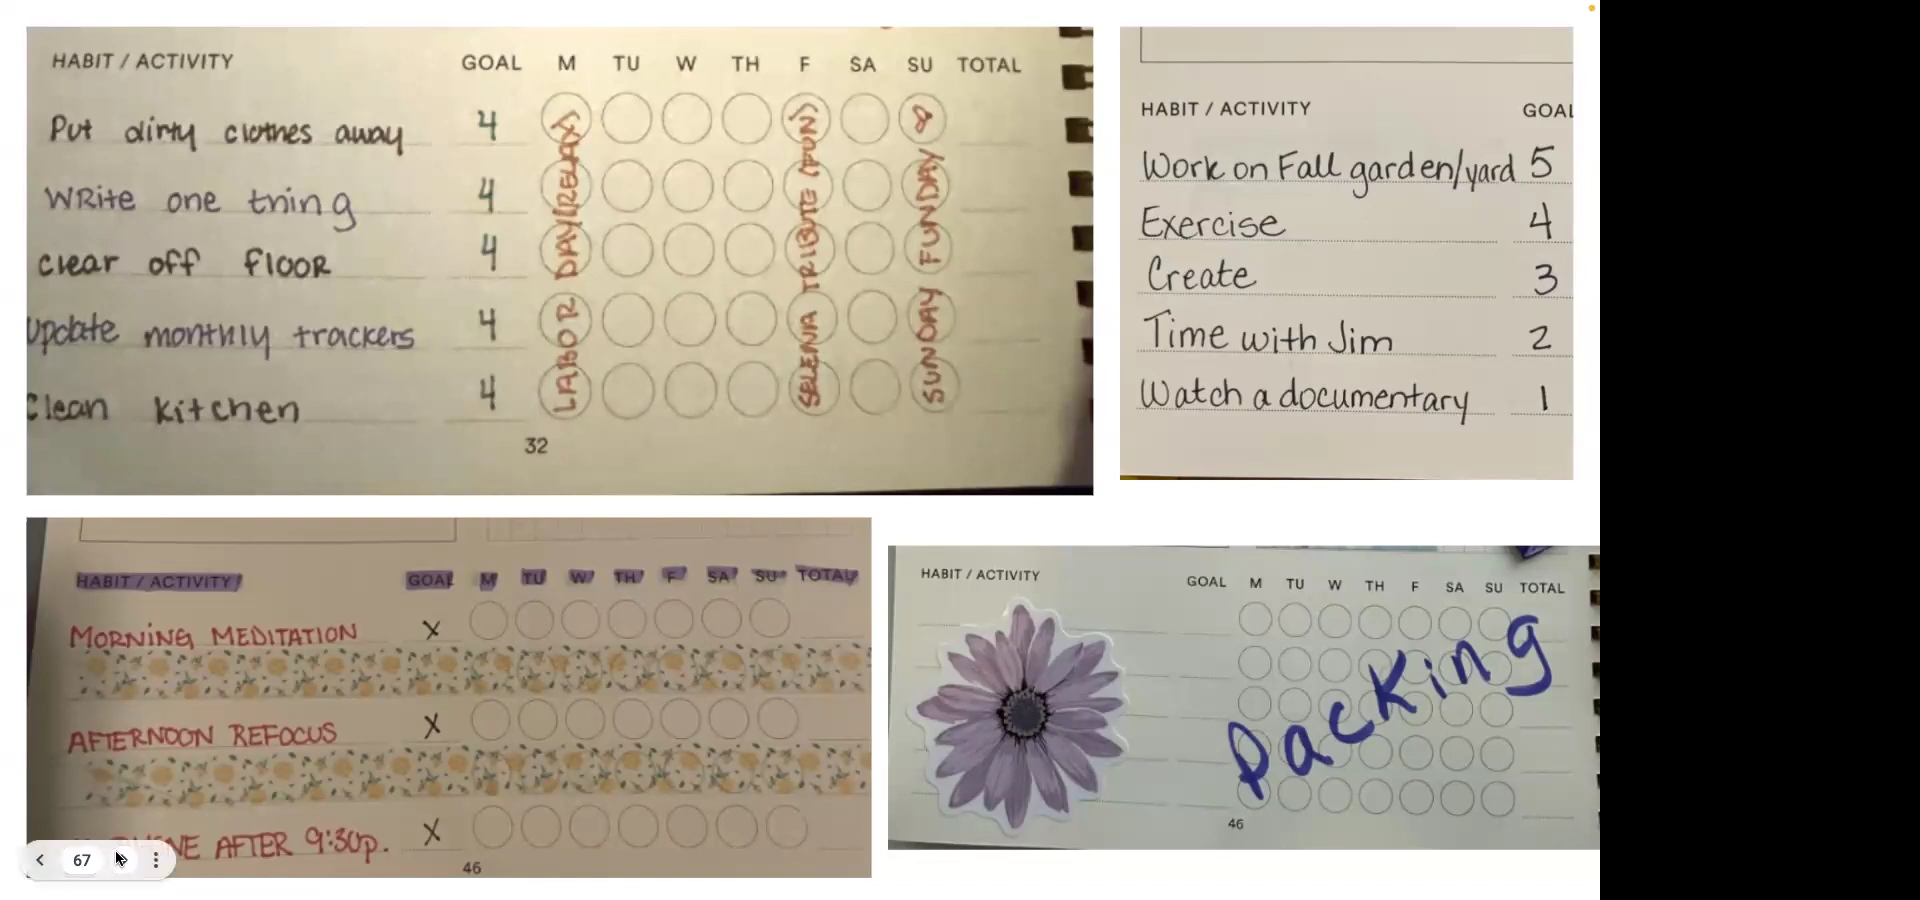 HABIT / ACTIVITY GOAL M TU W TH F SA SU TOTAL
Put dirty clothes away 4
WRite one thing 4
clear off flooR 4
Update monthly trackers 4
Clean kitchen 4
LABOR DAY (RELAX)
SELENA TRIBUTE (FUN)
SUNDAY FUNDAY
32
HABIT / ACTIVITY GOAL
Work on Fall garden/yard 5
Exercise 4
Create 3
Time with Jim 2
Watch a documentary 1
HABIT / ACTIVITY GOAL M TU W TH F SA SU TOTAL
MORNING MEDITATION X
AFTERNOON REFOCUS X
AFTER 9:30p. X
46
HABIT / ACTIVITY GOAL M TU W TH F SA SU TOTAL
Packing
46
67